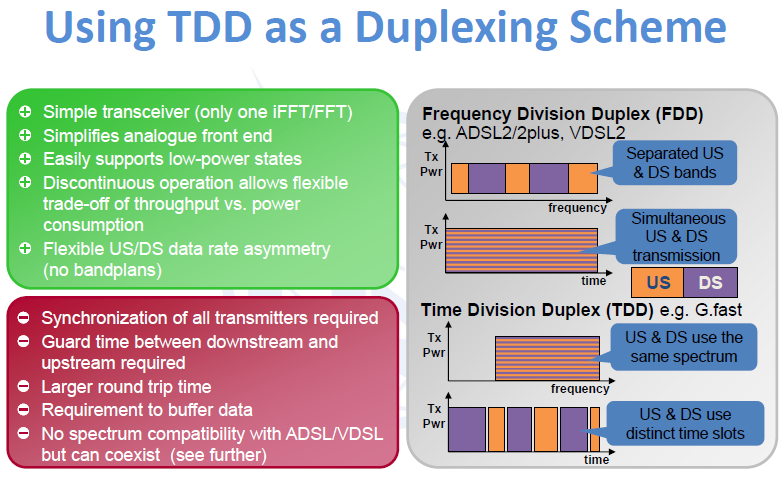 Using TDD as a Duplexing Scheme
Simple transceiver (only one iFFT/FFT)
Simplifies analogue front end
Easily supports low-power states
Discontinuous operation allows flexible
trade-off of throughput vs. power
consumption
Flexible US/DS data rate asymmetry
(no bandplans)
Synchronization of all transmitters required
Guard time between downstream and
upstream required
Larger round trip time
Requirement to buffer data
No spectrum compatibility with ADSL/VDSL
but can coexist (see further)
Frequency Division Duplex (FDD)
e.g. ADSL2/2plus, VDSL2
Tx
Pwr
Separated US
& DS bands
frequency
Tx
Pwr
Simultaneous
US & DS
transmission
time
US
DS
Time Division Duplex (TDD) e.g. G.fast
Tx
Pwr
US & DS use the
same spectrum
frequency
Tx
Pwr
US & DS use
distinct time slots
time